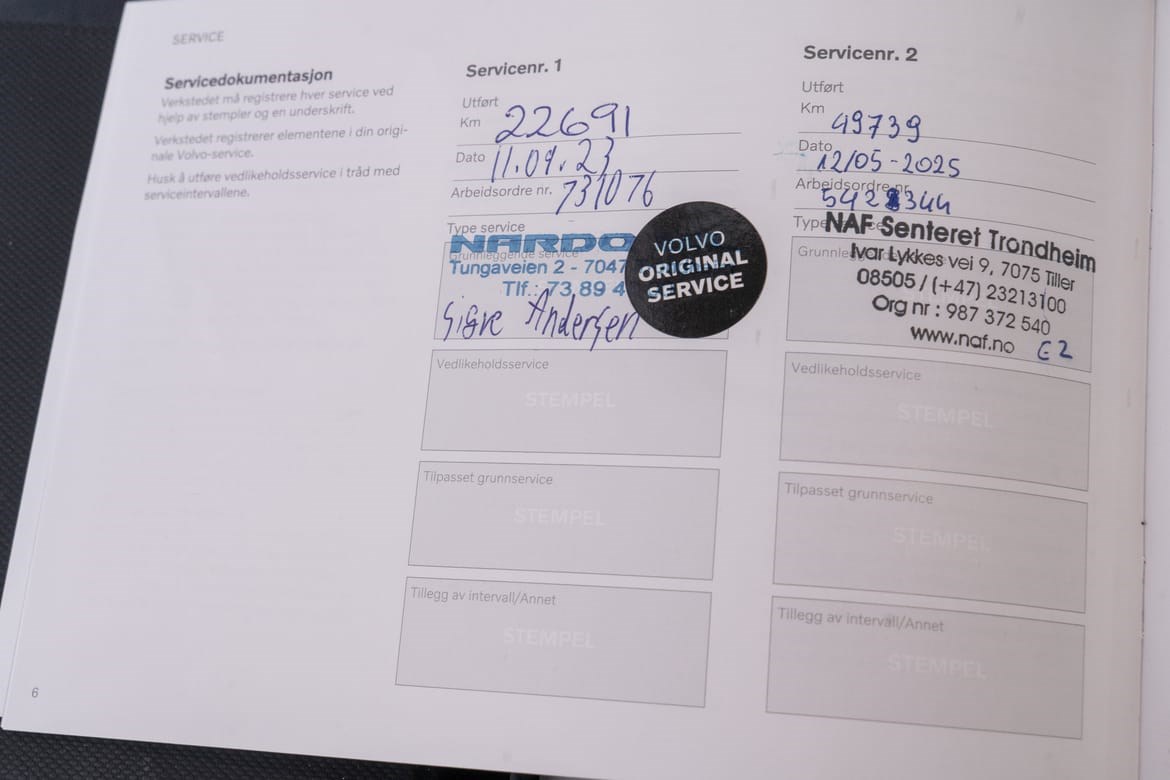 SERVICE
Servicedokumentasjon
Verkstedet må registrere hver service ved
hjelp av stempler og en underskrift.
Verkstedet registrerer elementene i din origi-
nale Volvo-service.
Husk å utføre vedlikeholdsservice i tråd med
serviceintervallene.
6
Servicenr. 1
Utført
Km 22691
Dato 11.09.23
Arbeidsordre nr. 731076
Type service
NARDO
Grunnleggende service
Tungaveien 2 - 7047
Tlf.: 73 89 4
Sigve Andersen
VOLVO
ORIGINAL
SERVICE
Vedlikeholdsservice
STEMPEL
Tilpasset grunnservice
STEMPEL
Tillegg av intervall/Annet
STEMPEL
Servicenr. 2
Utført
Km 49739
Dato 12/05-2025
Arbeidsordre nr. 5428344
NAF Senteret Trondheim
Ivar Lykkes vei 9, 7075 Tiller
08505 / (+47) 23213100
Org nr : 987 372 540
www.naf.no
Vedlikeholdsservice
STEMPEL
Tilpasset grunnservice
STEMPEL
Tillegg av intervall/Annet
STEMPEL